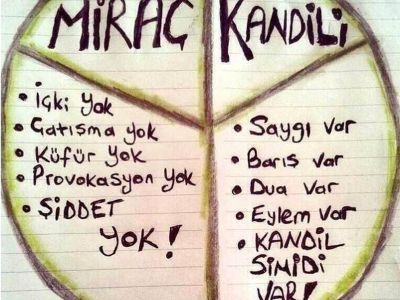 MİRAÇ KANDİLİ
• İçki yok
• Çatışma yok
• Küfür yok
• Provokasyon yok
• ŞİDDET
YOK!
• Saygı var
• Barış var
• Dua var
• Eylem var
• KANDİL
SİMİDİ
VAR!